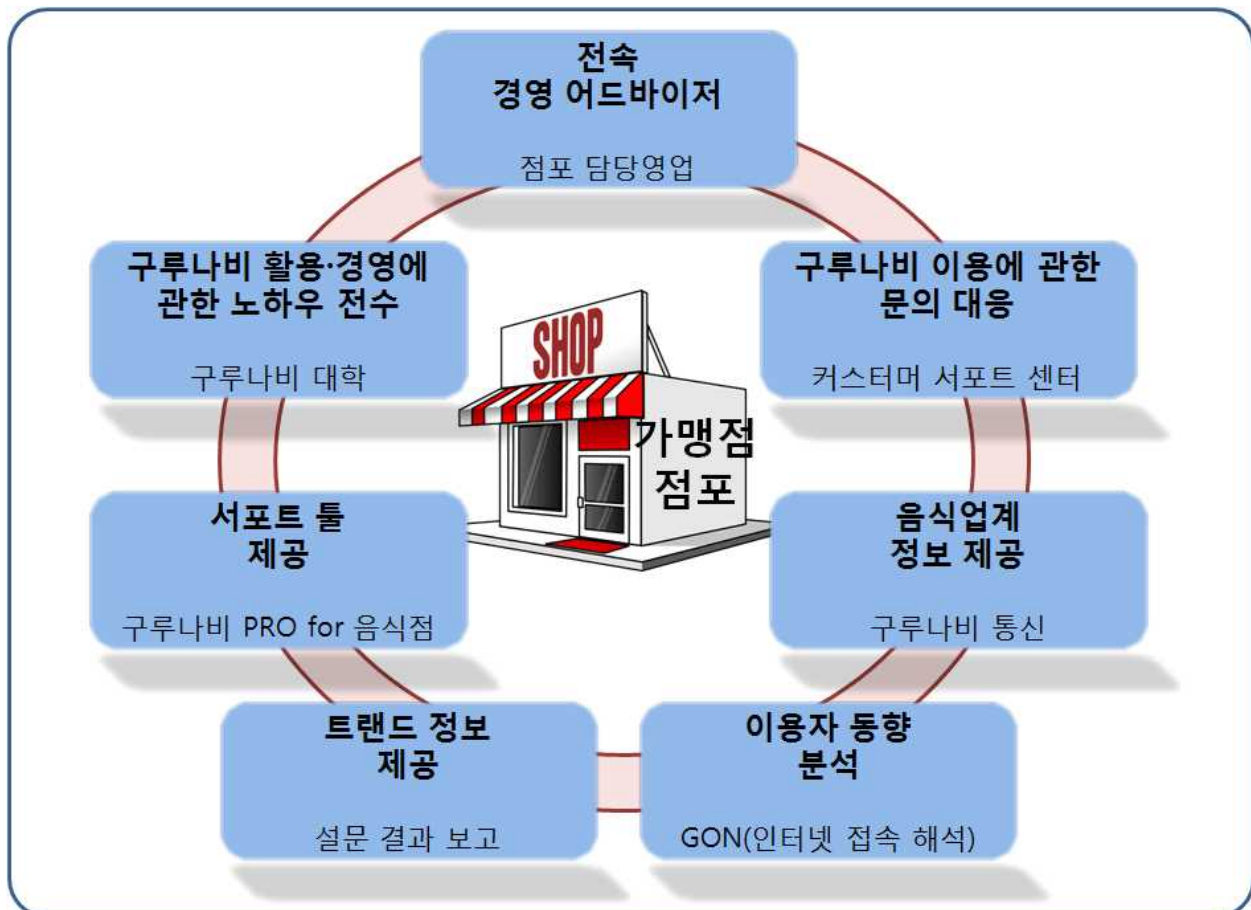 전속
경영 어드바이저
점포 담당영업
구루나비 활용·경영에
관한 노하우 전수
구루나비 대학
구루나비 이용에 관한
문의 대응
커스터머 서포트 센터
SHOP
가맹점
점포
서포트 툴
제공
구루나비 PRO for 음식점
음식업계
정보 제공
구루나비 통신
트랜드 정보
제공
설문 결과 보고
이용자 동향
분석
GON(인터넷 접속 해석)